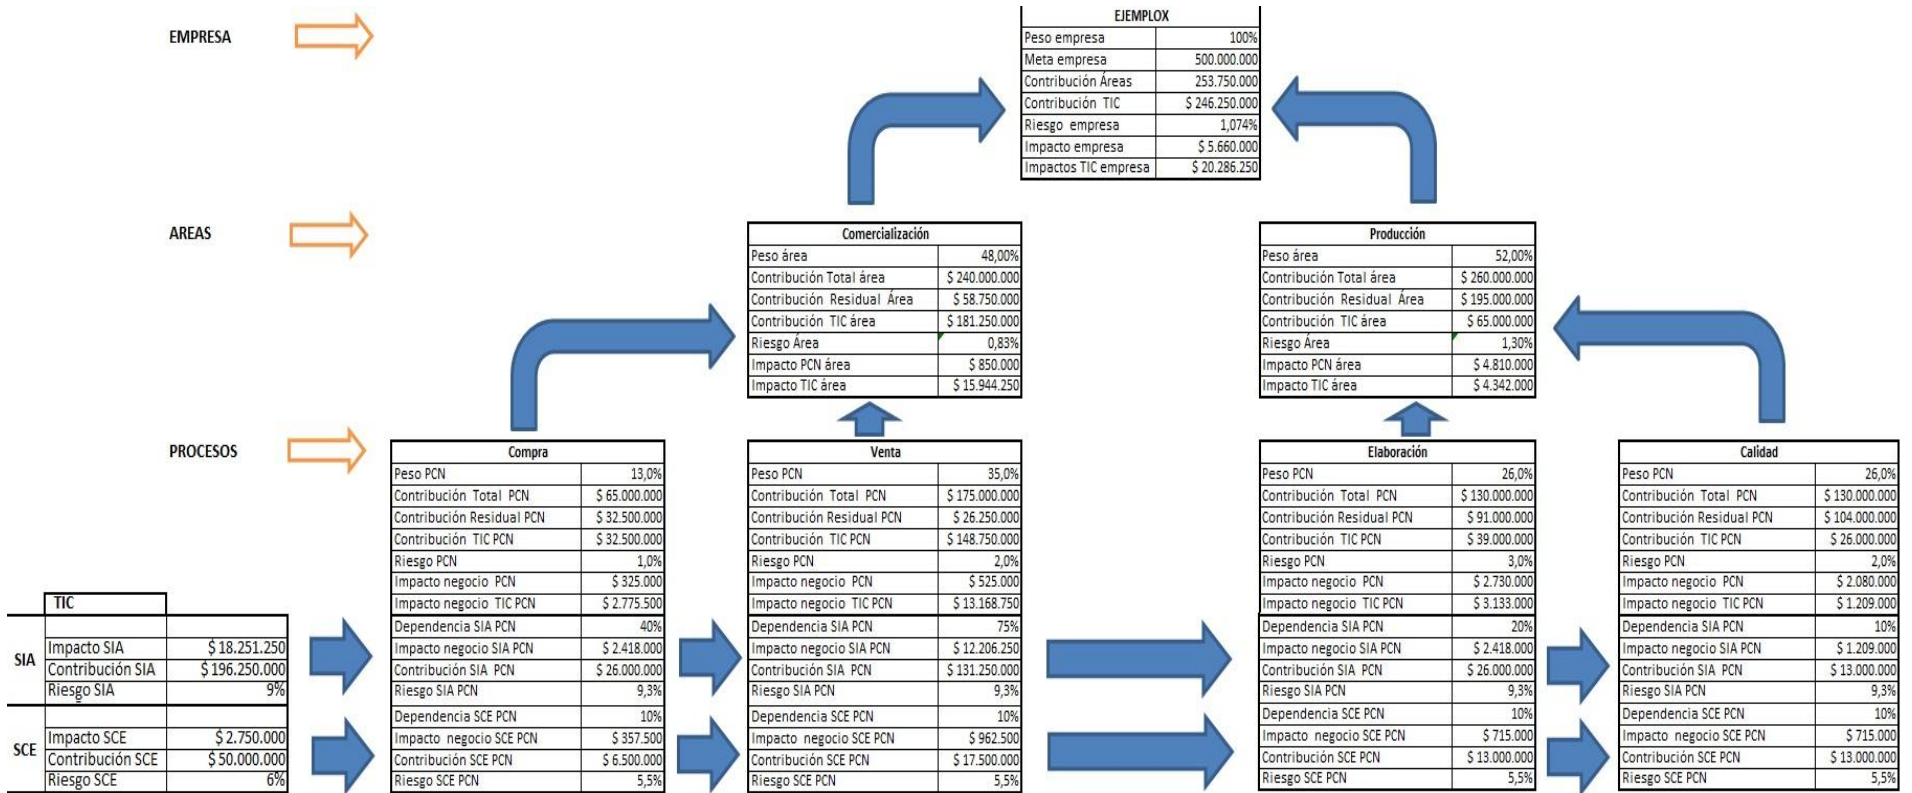 EMPRESA
EJEMPLOX
Peso empresa 100%
Meta empresa 500.000.000
Contribución Áreas 253.750.000
Contribución TIC $ 246.250.000
Riesgo empresa 1,074%
Impacto empresa $ 5.660.000
Impactos TIC empresa $ 20.286.250
AREAS
Comercialización
Peso área 48,00%
Contribución Total área $ 240.000.000
Contribución Residual Área $ 58.750.000
Contribución TIC área $ 181.250.000
Riesgo Área 0,83%
Impacto PCN área $ 850.000
Impacto TIC área $ 15.944.250
Producción
Peso área 52,00%
Contribución Total área $ 260.000.000
Contribución Residual Área $ 195.000.000
Contribución TIC área $ 65.000.000
Riesgo Área 1,30%
Impacto PCN área $ 4.810.000
Impacto TIC área $ 4.342.000
PROCESOS
Compra
Peso PCN 13,0%
Contribución Total PCN $ 65.000.000
Contribución Residual PCN $ 32.500.000
Contribución TIC PCN $ 32.500.000
Riesgo PCN 1,0%
Impacto negocio PCN $ 325.000
Impacto negocio TIC PCN $ 2.775.500
Dependencia SIA PCN 40%
Impacto negocio SIA PCN $ 2.418.000
Contribución SIA PCN $ 26.000.000
Riesgo SIA PCN 9,3%
Dependencia SCE PCN 10%
Impacto negocio SCE PCN $ 357.500
Contribución SCE PCN $ 6.500.000
Riesgo SCE PCN 5,5%
Venta
Peso PCN 35,0%
Contribución Total PCN $ 175.000.000
Contribución Residual PCN $ 26.250.000
Contribución TIC PCN $ 148.750.000
Riesgo PCN 2,0%
Impacto negocio PCN $ 525.000
Impacto negocio TIC PCN $ 13.168.750
Dependencia SIA PCN 75%
Impacto negocio SIA PCN $ 12.206.250
Contribución SIA PCN $ 131.250.000
Riesgo SIA PCN 9,3%
Dependencia SCE PCN 10%
Impacto negocio SCE PCN $ 962.500
Contribución SCE PCN $ 17.500.000
Riesgo SCE PCN 5,5%
Elaboración
Peso PCN 26,0%
Contribución Total PCN $ 130.000.000
Contribución Residual PCN $ 91.000.000
Contribución TIC PCN $ 39.000.000
Riesgo PCN 3,0%
Impacto negocio PCN $ 2.730.000
Impacto negocio TIC PCN $ 3.133.000
Dependencia SIA PCN 20%
Impacto negocio SIA PCN $ 2.418.000
Contribución SIA PCN $ 26.000.000
Riesgo SIA PCN 9,3%
Dependencia SCE PCN 10%
Impacto negocio SCE PCN $ 715.000
Contribución SCE PCN $ 13.000.000
Riesgo SCE PCN 5,5%
Calidad
Peso PCN 26,0%
Contribución Total PCN $ 130.000.000
Contribución Residual PCN $ 104.000.000
Contribución TIC PCN $ 26.000.000
Riesgo PCN 2,0%
Impacto negocio PCN $ 2.080.000
Impacto negocio TIC PCN $ 1.209.000
Dependencia SIA PCN 10%
Impacto negocio SIA PCN $ 1.209.000
Contribución SIA PCN $ 13.000.000
Riesgo SIA PCN 9,3%
Dependencia SCE PCN 10%
Impacto negocio SCE PCN $ 715.000
Contribución SCE PCN $ 13.000.000
Riesgo SCE PCN 5,5%
TIC
SIA
Impacto SIA $ 18.251.250
Contribución SIA $ 196.250.000
Riesgo SIA 9%
SCE
Impacto SCE $ 2.750.000
Contribución SCE $ 50.000.000
Riesgo SCE 6%